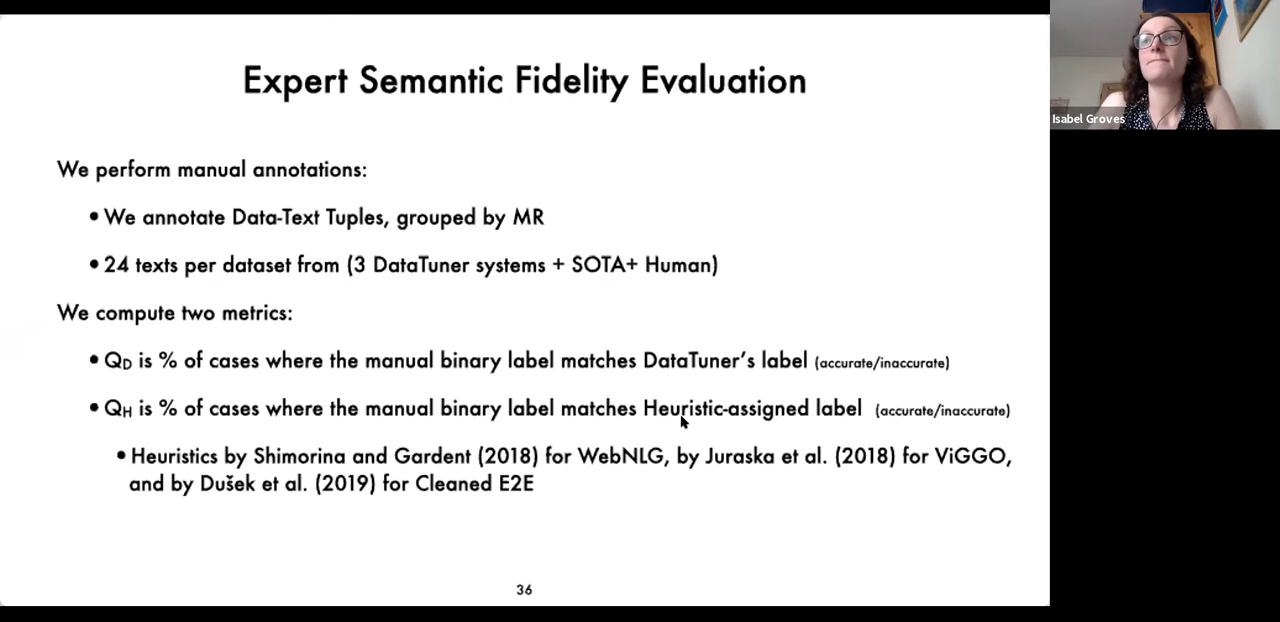 Expert Semantic Fidelity Evaluation
Isabel Groves
We perform manual annotations:
• We annotate Data-Text Tuples, grouped by MR
• 24 texts per dataset from (3 DataTuner systems + SOTA+ Human)
We compute two metrics:
• QD is % of cases where the manual binary label matches DataTuner's label (accurate/inaccurate)
• QH is % of cases where the manual binary label matches Heuristic-assigned label (accurate/inaccurate)
• Heuristics by Shimorina and Gardent (2018) for WebNLG, by Juraska et al. (2018) for ViGGO,
and by Dušek et al. (2019) for Cleaned E2E
36